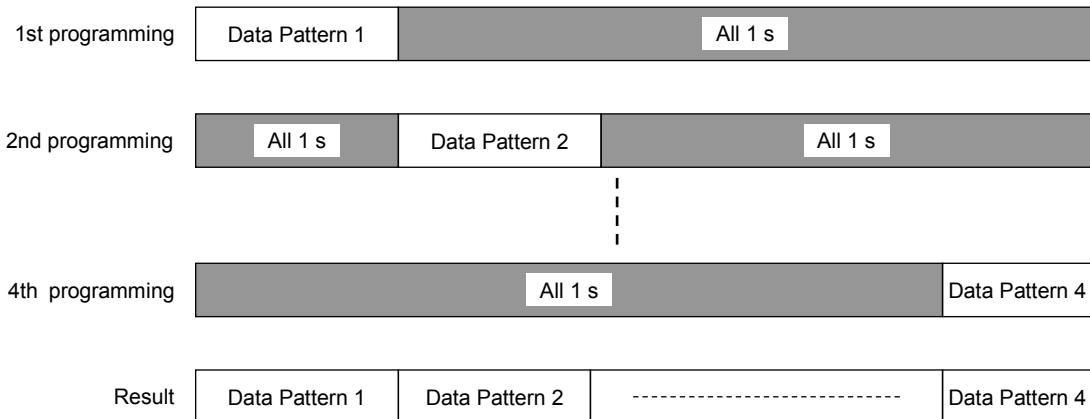 1st programming Data Pattern 1 All 1 s
2nd programming All 1 s Data Pattern 2 All 1 s
4th programming All 1 s Data Pattern 4
Result Data Pattern 1 Data Pattern 2 Data Pattern 4